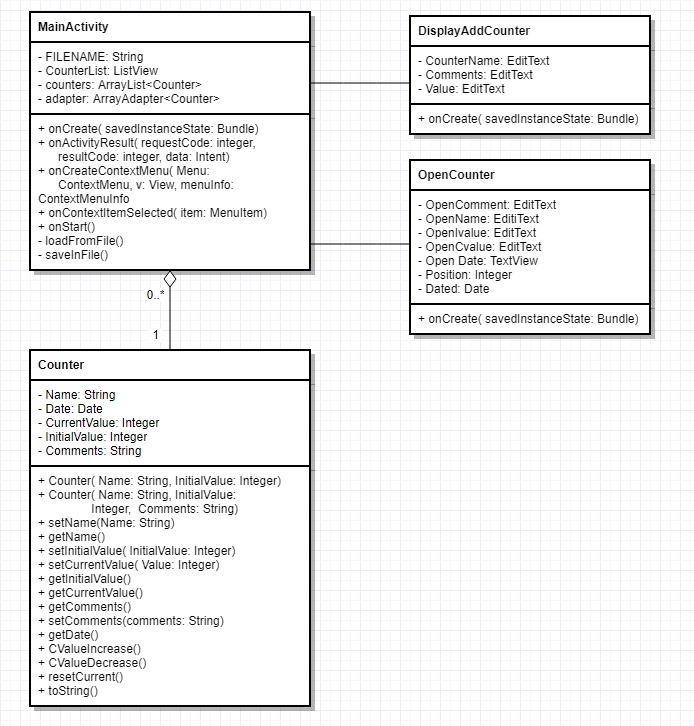 MainActivity
- FILENAME: String
- CounterList: ListView
- counters: ArrayList<Counter>
- adapter: ArrayAdapter<Counter>
+ onCreate( savedInstanceState: Bundle)
+ onActivityResult( requestCode: integer,
resultCode: integer, data: Intent)
+ onCreateContextMenu( Menu:
ContextMenu, v: View, menuInfo:
ContextMenuInfo
+ onContextItemSelected( item: MenuItem)
+ onStart()
- loadFromFile()
- saveInFile()
0..*
1
Counter
- Name: String
- Date: Date
- CurrentValue: Integer
- InitialValue: Integer
- Comments: String
+ Counter( Name: String, InitialValue: Integer)
+ Counter( Name: String, InitialValue:
Integer,  Comments: String)
+ setName(Name: String)
+ getName()
+ setInitialValue( InitialValue: Integer)
+ setCurrentValue( Value: Integer)
+ getInitialValue()
+ getCurrentValue()
+ getComments()
+ setComments(comments: String)
+ getDate()
+ CValueIncrease()
+ CValueDecrease()
+ resetCurrent()
+ toString()
DisplayAddCounter
- CounterName: EditText
- Comments: EditText
- Value: EditText
+ onCreate( savedInstanceState: Bundle)
OpenCounter
- OpenComment: EditText
- OpenName: EditiText
- OpenIvalue: EditText
- OpenCvalue: EditText
- Open Date: TextView
- Position: Integer
- Dated: Date
+ onCreate( savedInstanceState: Bundle)